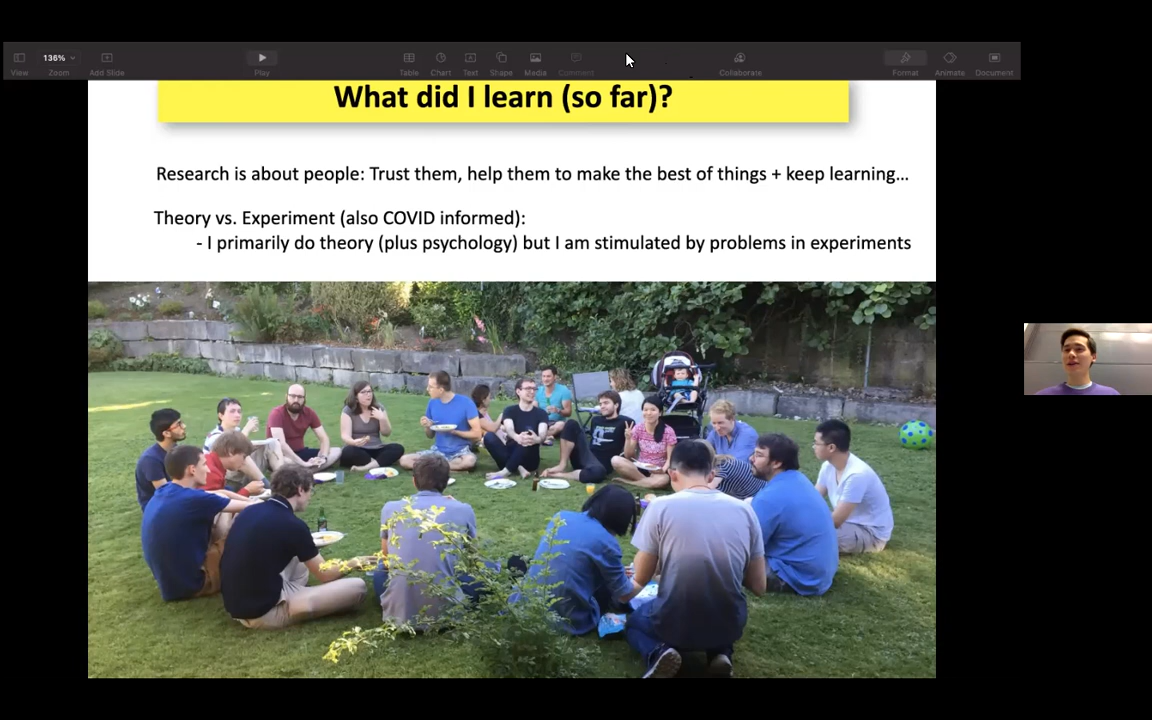 136%
View
Zoom
Add Slide
Play
Table
Chart
Text
Shape
Media
Comment
Collaborate
Format
Animate
Document
What did I learn (so far)?
Research is about people: Trust them, help them to make the best of things + keep learning...
Theory vs. Experiment (also COVID informed):
- I primarily do theory (plus psychology) but I am stimulated by problems in experiments